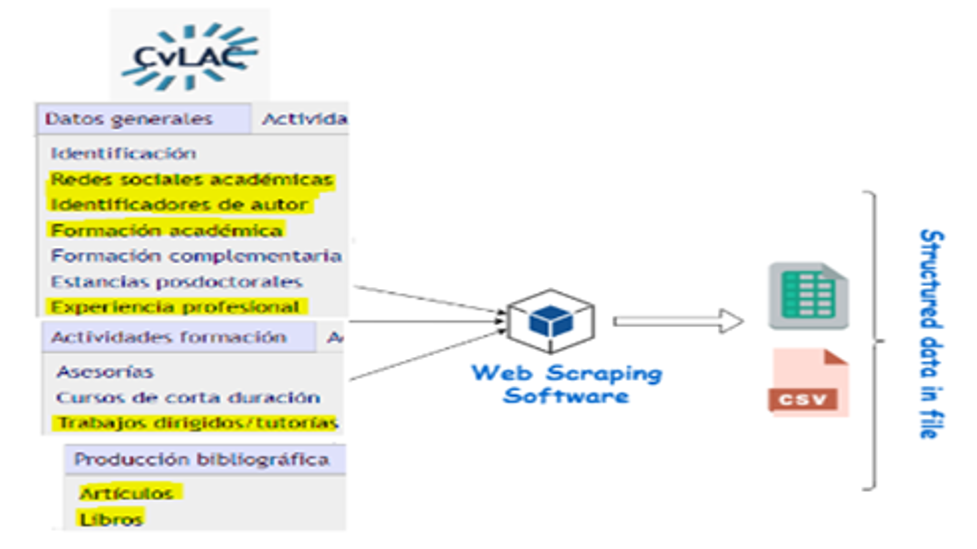 CvLAC
Datos generales Activida
Identificación
Redes sociales académicas
Identificadores de autor
Formación académica
Formación complementaria
Estancias posdoctorales
Experiencia profesional
Actividades formación A
Asesorías
Cursos de corta duración
Trabajos dirigidos/tutorías
Producción bibliográfica
Artículos
Libros
Web Scraping
Software
CSV
Structured data in file